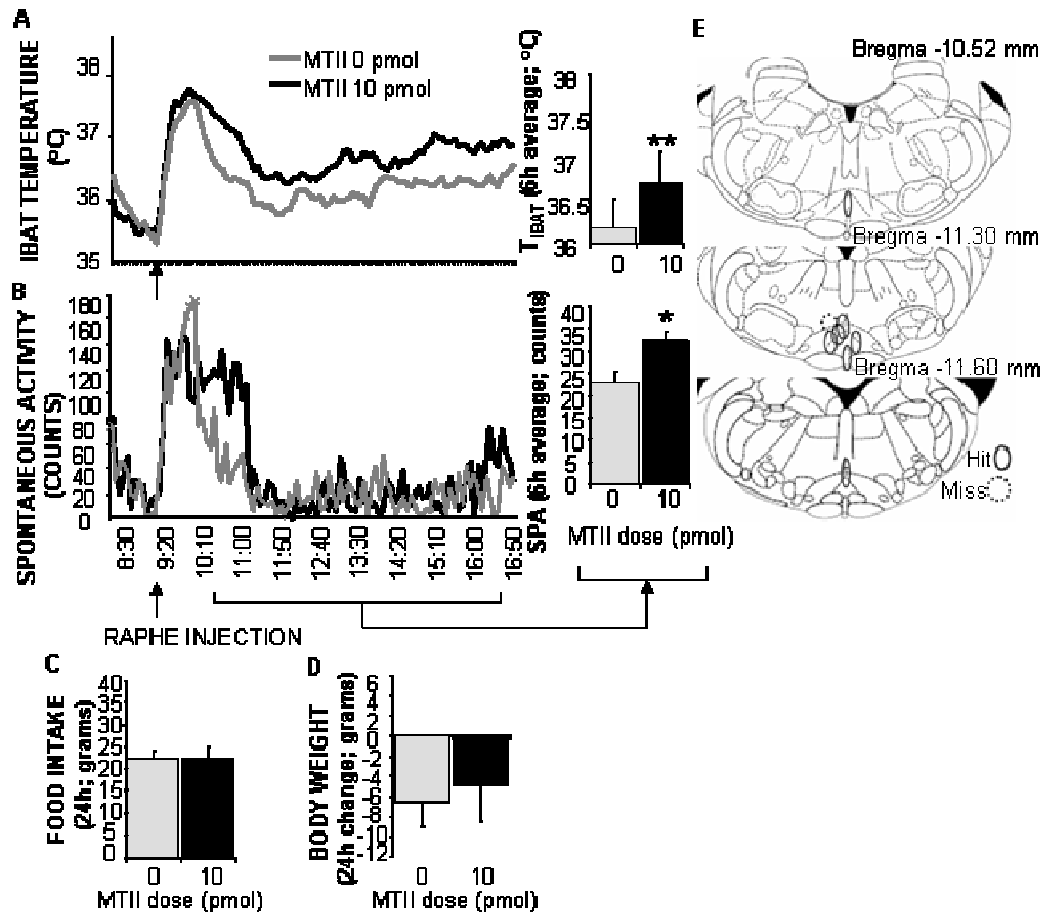 A
IBAT TEMPERATURE
(°C)
38
37
36
35
MTII 0 pmol
MTII 10 pmol
T IBAT (6h average; °C)
38
37.5
37
36.5
36
**
0 10
E
Bregma -10.52 mm
Bregma -11.30 mm
Bregma -11.60 mm
Hit
Miss
B
SPONTANEOUS ACTIVITY
(COUNTS)
180
160
140
120
100
80
60
40
20
0
8:30 9:20 10:10 11:00 11:50 12:40 13:30 14:20 15:10 16:00 16:50
SPA (6h average; counts)
40
35
30
25
20
15
10
5
0
*
0 10
MTII dose (pmol)
RAPHE INJECTION
C
FOOD INTAKE
(24h; grams)
40
35
30
25
20
15
10
5
0
0 10
MTII dose (pmol)
D
BODY WEIGHT
(24h change; grams)
6
4
2
0
-2
-4
-6
-8
-10
-12
0 10
MTII dose (pmol)